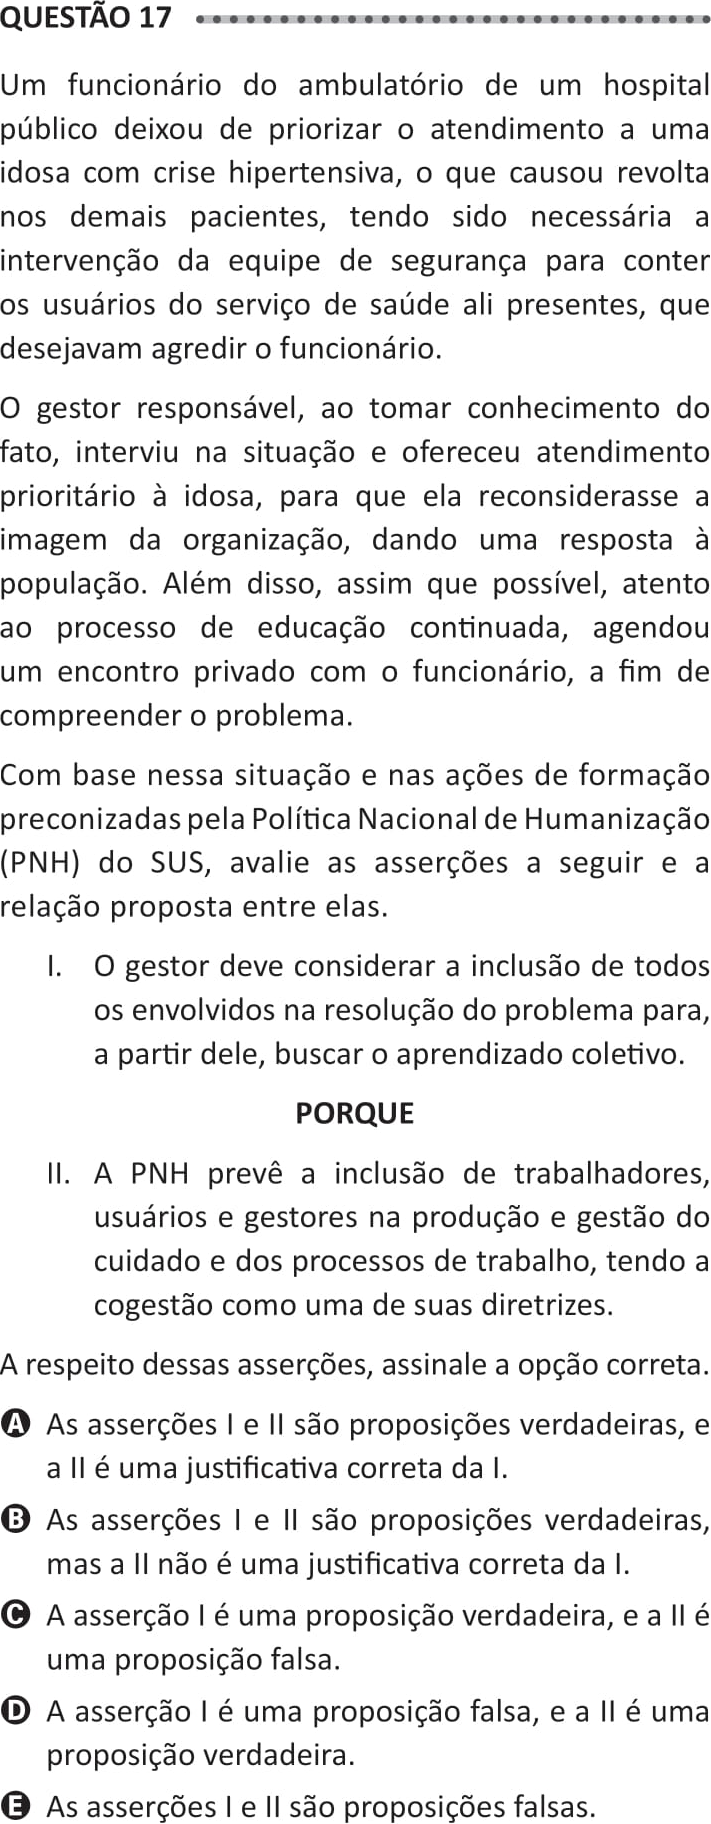 QUESTÃO 17
Um funcionário do ambulatório de um hospital
público deixou de priorizar o atendimento a uma
idosa com crise hipertensiva, o que causou revolta
nos demais pacientes, tendo sido necessária a
intervenção da equipe de segurança para conter
os usuários do serviço de saúde ali presentes, que
desejavam agredir o funcionário.
O gestor responsável, ao tomar conhecimento do
fato, interviu na situação e ofereceu atendimento
prioritário à idosa, para que ela reconsiderasse a
imagem da organização, dando uma resposta à
população. Além disso, assim que possível, atento
ao processo de educação continuada, agendou
um encontro privado com o funcionário, a fim de
compreender o problema.
Com base nessa situação e nas ações de formação
preconizadas pela Política Nacional de Humanização
(PNH) do SUS, avalie as asserções a seguir e a
relação proposta entre elas.
I. O gestor deve considerar a inclusão de todos
os envolvidos na resolução do problema para,
a partir dele, buscar o aprendizado coletivo.
PORQUE
II. A PNH prevê a inclusão de trabalhadores,
usuários e gestores na produção e gestão do
cuidado e dos processos de trabalho, tendo a
cogestão como uma de suas diretrizes.
A respeito dessas asserções, assinale a opção correta.
A As asserções I e II são proposições verdadeiras, e
a II é uma justificativa correta da I.
B As asserções I e II são proposições verdadeiras,
mas a II não é uma justificativa correta da I.
C A asserção I é uma proposição verdadeira, e a II é
uma proposição falsa.
D A asserção I é uma proposição falsa, e a II é uma
proposição verdadeira.
E As asserções I e II são proposições falsas.